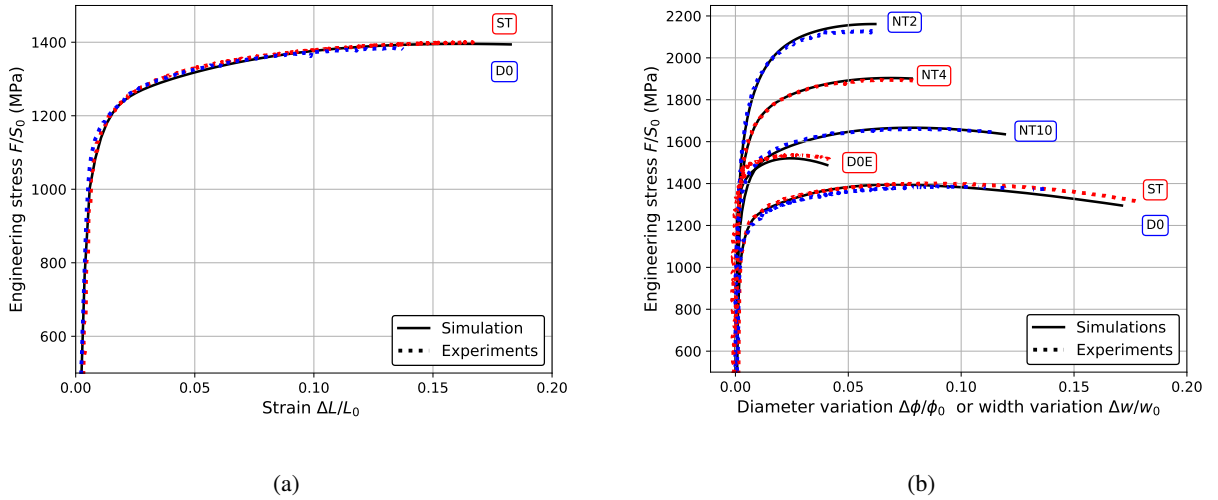 ST
D0
1400
1200
1000
800
600
Engineering stress F/S₀ (MPa)
Simulation
Experiments
0.00 0.05 0.10 0.15 0.20
Strain ΔL/L₀
(a)
NT2
NT4
NT10
D0E
ST
D0
2200
2000
1800
1600
1400
1200
1000
800
600
Engineering stress F/S₀ (MPa)
Simulations
Experiments
0.00 0.05 0.10 0.15 0.20
Diameter variation Δϕ/ϕ₀ or width variation Δw/w₀
(b)